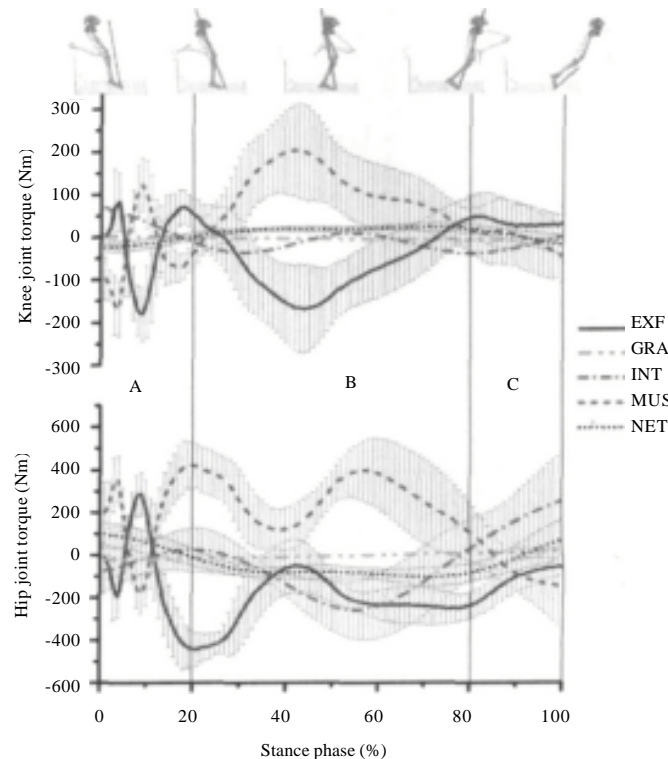 Knee joint torque (Nm)
300
200
100
0
-100
-200
-300
A
B
C
EXF
GRA
INT
MUS
NET
Hip joint torque (Nm)
600
400
200
0
-200
-400
-600
0
20
40
60
80
100
Stance phase (%)